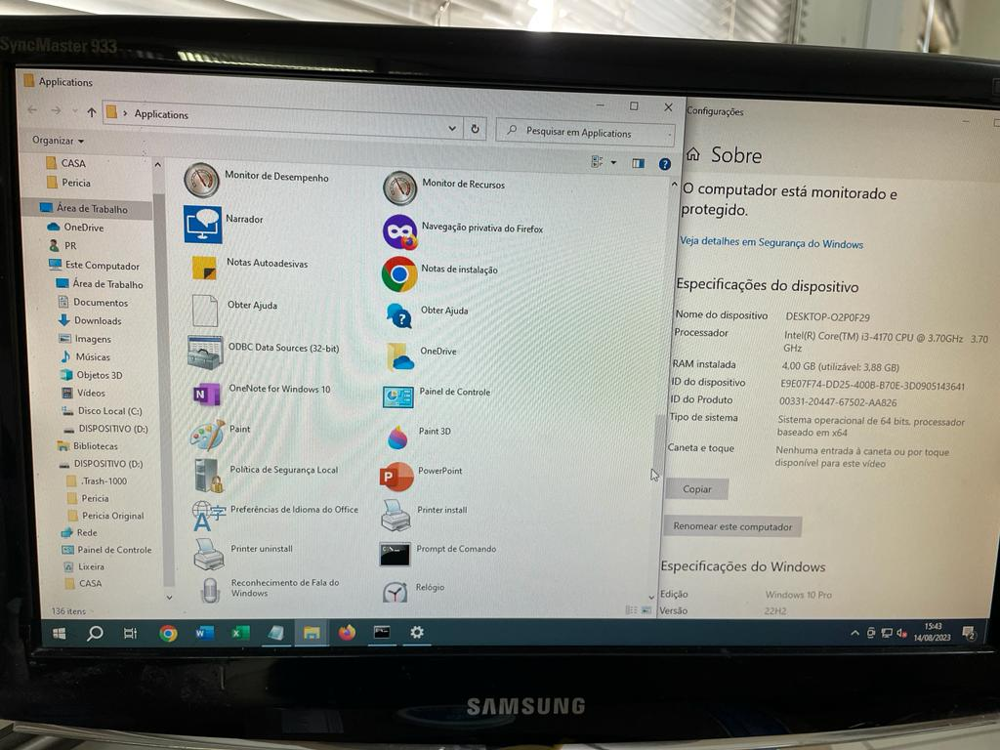 SyncMaster 933
Applications
Applications
Pesquisar em Applications
Organizar
CASA
Pericia
Área de Trabalho
OneDrive
PR
Este Computador
Área de Trabalho
Documentos
Downloads
Imagens
Músicas
Objetos 3D
Vídeos
Disco Local (C:)
DISPOSITIVO (D:)
Bibliotecas
DISPOSITIVO (D:)
.Trash-1000
Pericia
Pericia Original
Rede
Painel de Controle
Lixeira
CASA
136 itens
Monitor de Desempenho
Monitor de Recursos
Narrador
Navegação privativa do Firefox
Notas Autoadesivas
Notas de instalação
Obter Ajuda
Obter Ajuda
ODBC Data Sources (32-bit)
OneDrive
OneNote for Windows 10
Painel de Controle
Paint
Paint 3D
Política de Segurança Local
PowerPoint
Preferências de Idioma do Office
Printer install
Printer uninstall
Prompt de Comando
Reconhecimento de Fala do
Windows
Relógio
Configurações
Sobre
O computador está monitorado e
protegido.
Veja detalhes em Segurança do Windows
Especificações do dispositivo
Nome do dispositivo DESKTOP-O2P0F29
Processador Intel(R) Core(TM) i3-4170 CPU @ 3.70GHz 3.70
GHz
RAM instalada 4,00 GB (utilizável: 3,88 GB)
ID do dispositivo E9E07F74-DD25-400B-B70E-3D0905143641
ID do Produto 00331-20447-67502-AA826
Tipo de sistema Sistema operacional de 64 bits, processador
baseado em x64
Caneta e toque Nenhuma entrada à caneta ou por toque
disponível para este vídeo
Copiar
Renomear este computador
Especificações do Windows
Edição Windows 10 Pro
Versão 22H2
15:43
14/08/2023
2
SAMSUNG